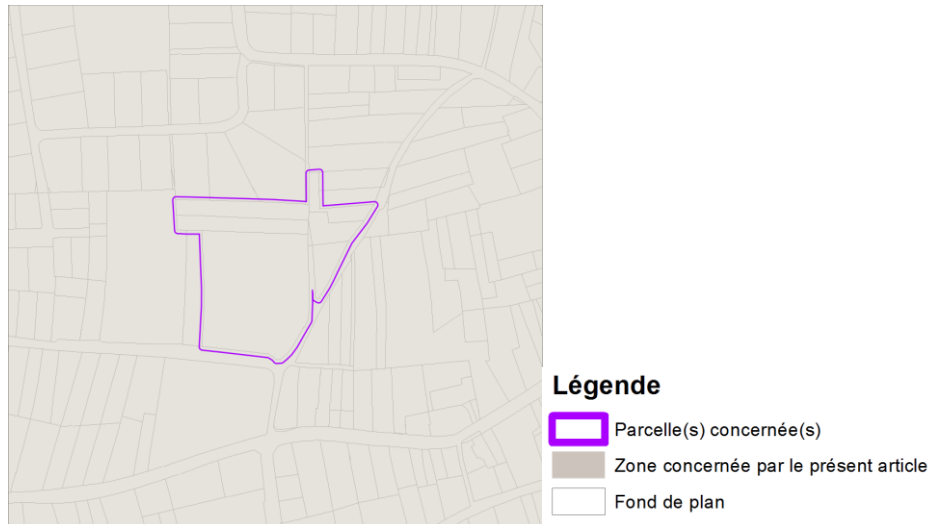 Légende
Parcelle(s) concernée(s)
Zone concernée par le présent article
Fond de plan